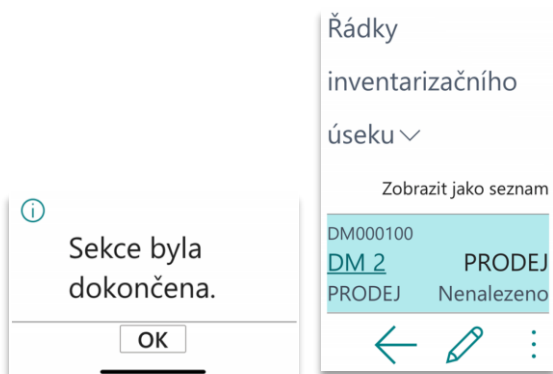 Sekce byla
dokončena.
OK
Řádky
inventarizačního
úseku
Zobrazit jako seznam
DM000100
DM 2 PRODEJ
PRODEJ Nenalezeno